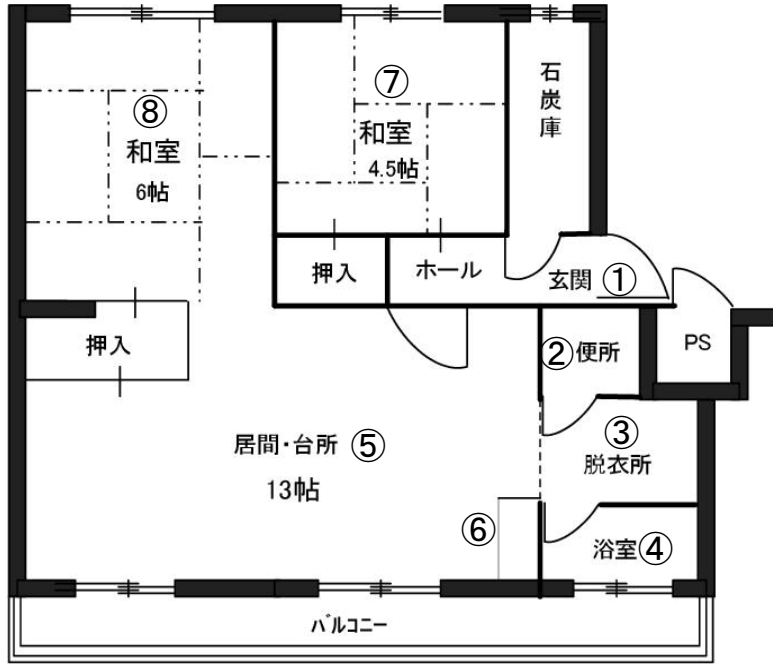 ⑧
和室
6帖
⑦
和室
4.5帖
石炭庫
押入
ホール
玄関 ①
押入
② 便所
PS
居間・台所 ⑤
13帖
③
脱衣所
⑥
浴室 ④
バルコニー